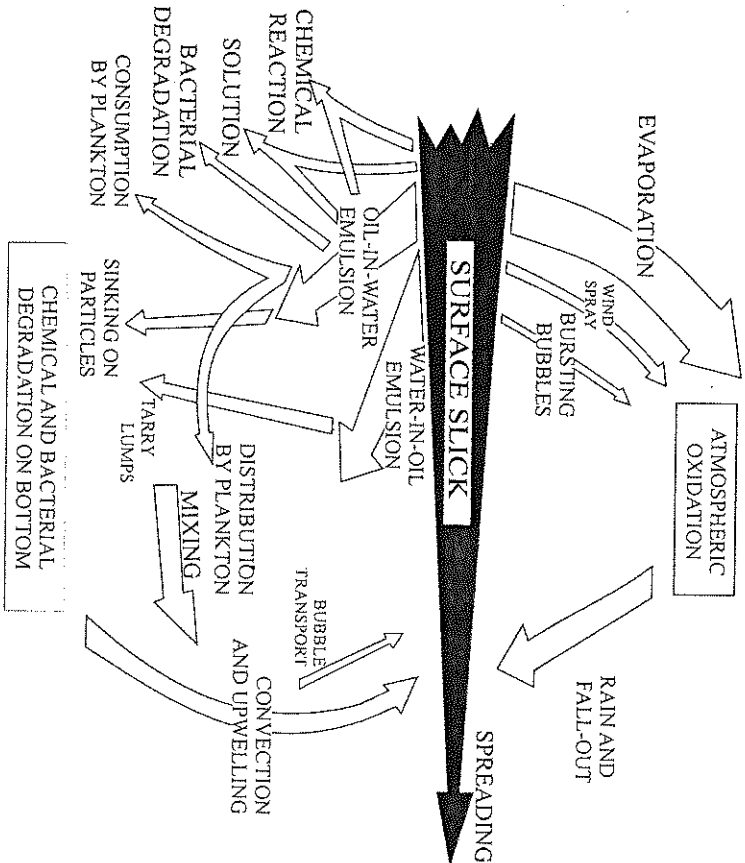 EVAPORATION
WIND
SPRAY
BURSTING
BUBBLES
ATMOSPHERIC
OXIDATION
RAIN AND
FALL-OUT
SURFACE SLICK
SPREADING
CHEMICAL
REACTION
SOLUTION
BACTERIAL
DEGRADATION
CONSUMPTION
BY PLANKTON
OIL-IN-WATER
EMULSION
WATER-IN-OIL
EMULSION
SINKING ON
PARTICLES
TARRY
LUMPS
DISTRIBUTION
BY PLANKTON
MIXING
BUBBLE
TRANSPORT
CONVECTION
AND UPWELLING
CHEMICAL AND BACTERIAL
DEGRADATION ON BOTTOM